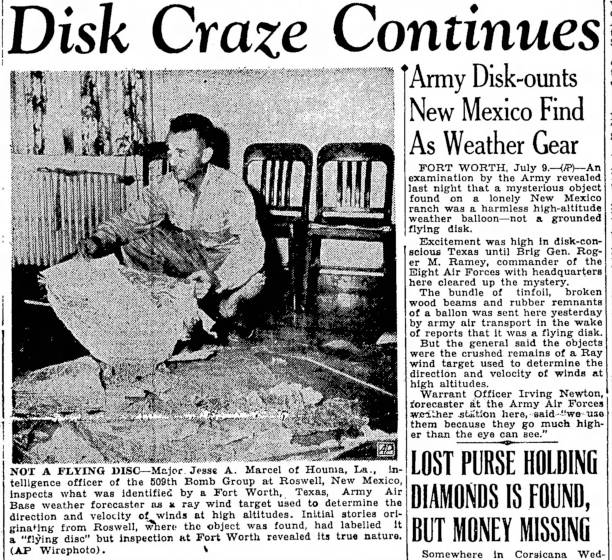 Disk Craze Continues
Army Disk-ounts
New Mexico Find
As Weather Gear
FORT WORTH, July 9.—(AP)—An
examination by the Army revealed
last night that a mysterious object
found on a lonely New Mexico
ranch was a harmless high-altitude
weather balloon—not a grounded
flying disk.
Excitement was high in disk-con-
scious Texas until Brig Gen. Rog-
er M. Ramey, commander of the
Eight Air Forces with headquarters
here cleared up the mystery.
The bundle of tinfoil, broken
wood beams and rubber remnants
of a ballon was sent here yesterday
by army air transport in the wake
of reports that it was a flying disk.
But the general said the objects
were the crushed remains of a Ray
wind target used to determine the
direction and velocity of winds at
high altitudes.
Warrant Officer Irving Newton,
forecaster at the Army Air Forces
weather station here, said "we use
them because they go much high-
er than the eye can see."
LOST PURSE HOLDING
DIAMONDS IS FOUND,
BUT MONEY MISSING
Somewhere in Corsicana Wed
NOT A FLYING DISC—Major Jesse A. Marcel of Houma, La., in-
telligence officer of the 509th Bomb Group at Roswell, New Mexico,
inspects what was identified by a Fort Worth, Texas, Army Air
Base weather forecaster as a ray wind target used to determine the
direction and velocity of winds at high altitudes. Initial stories ori-
ginating from Roswell, where the object was found, had labelled it
a "flying disc" but inspection at Fort Worth revealed its true nature.
(AP Wirephoto).